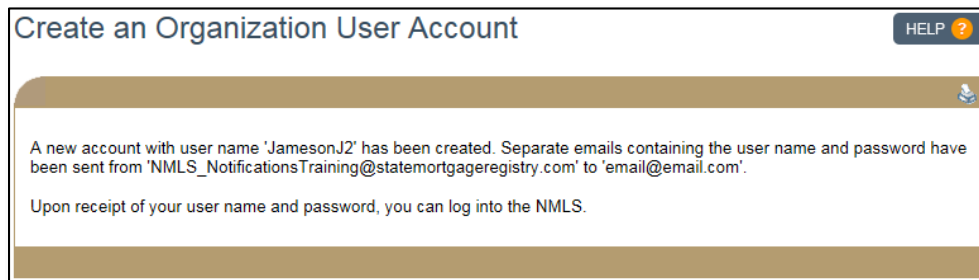 Create an Organization User Account
HELP ?
A new account with user name 'JamesonJ2' has been created. Separate emails containing the user name and password have
been sent from 'NMLS_NotificationsTraining@statemortgageregistry.com' to 'email@email.com'.
Upon receipt of your user name and password, you can log into the NMLS.